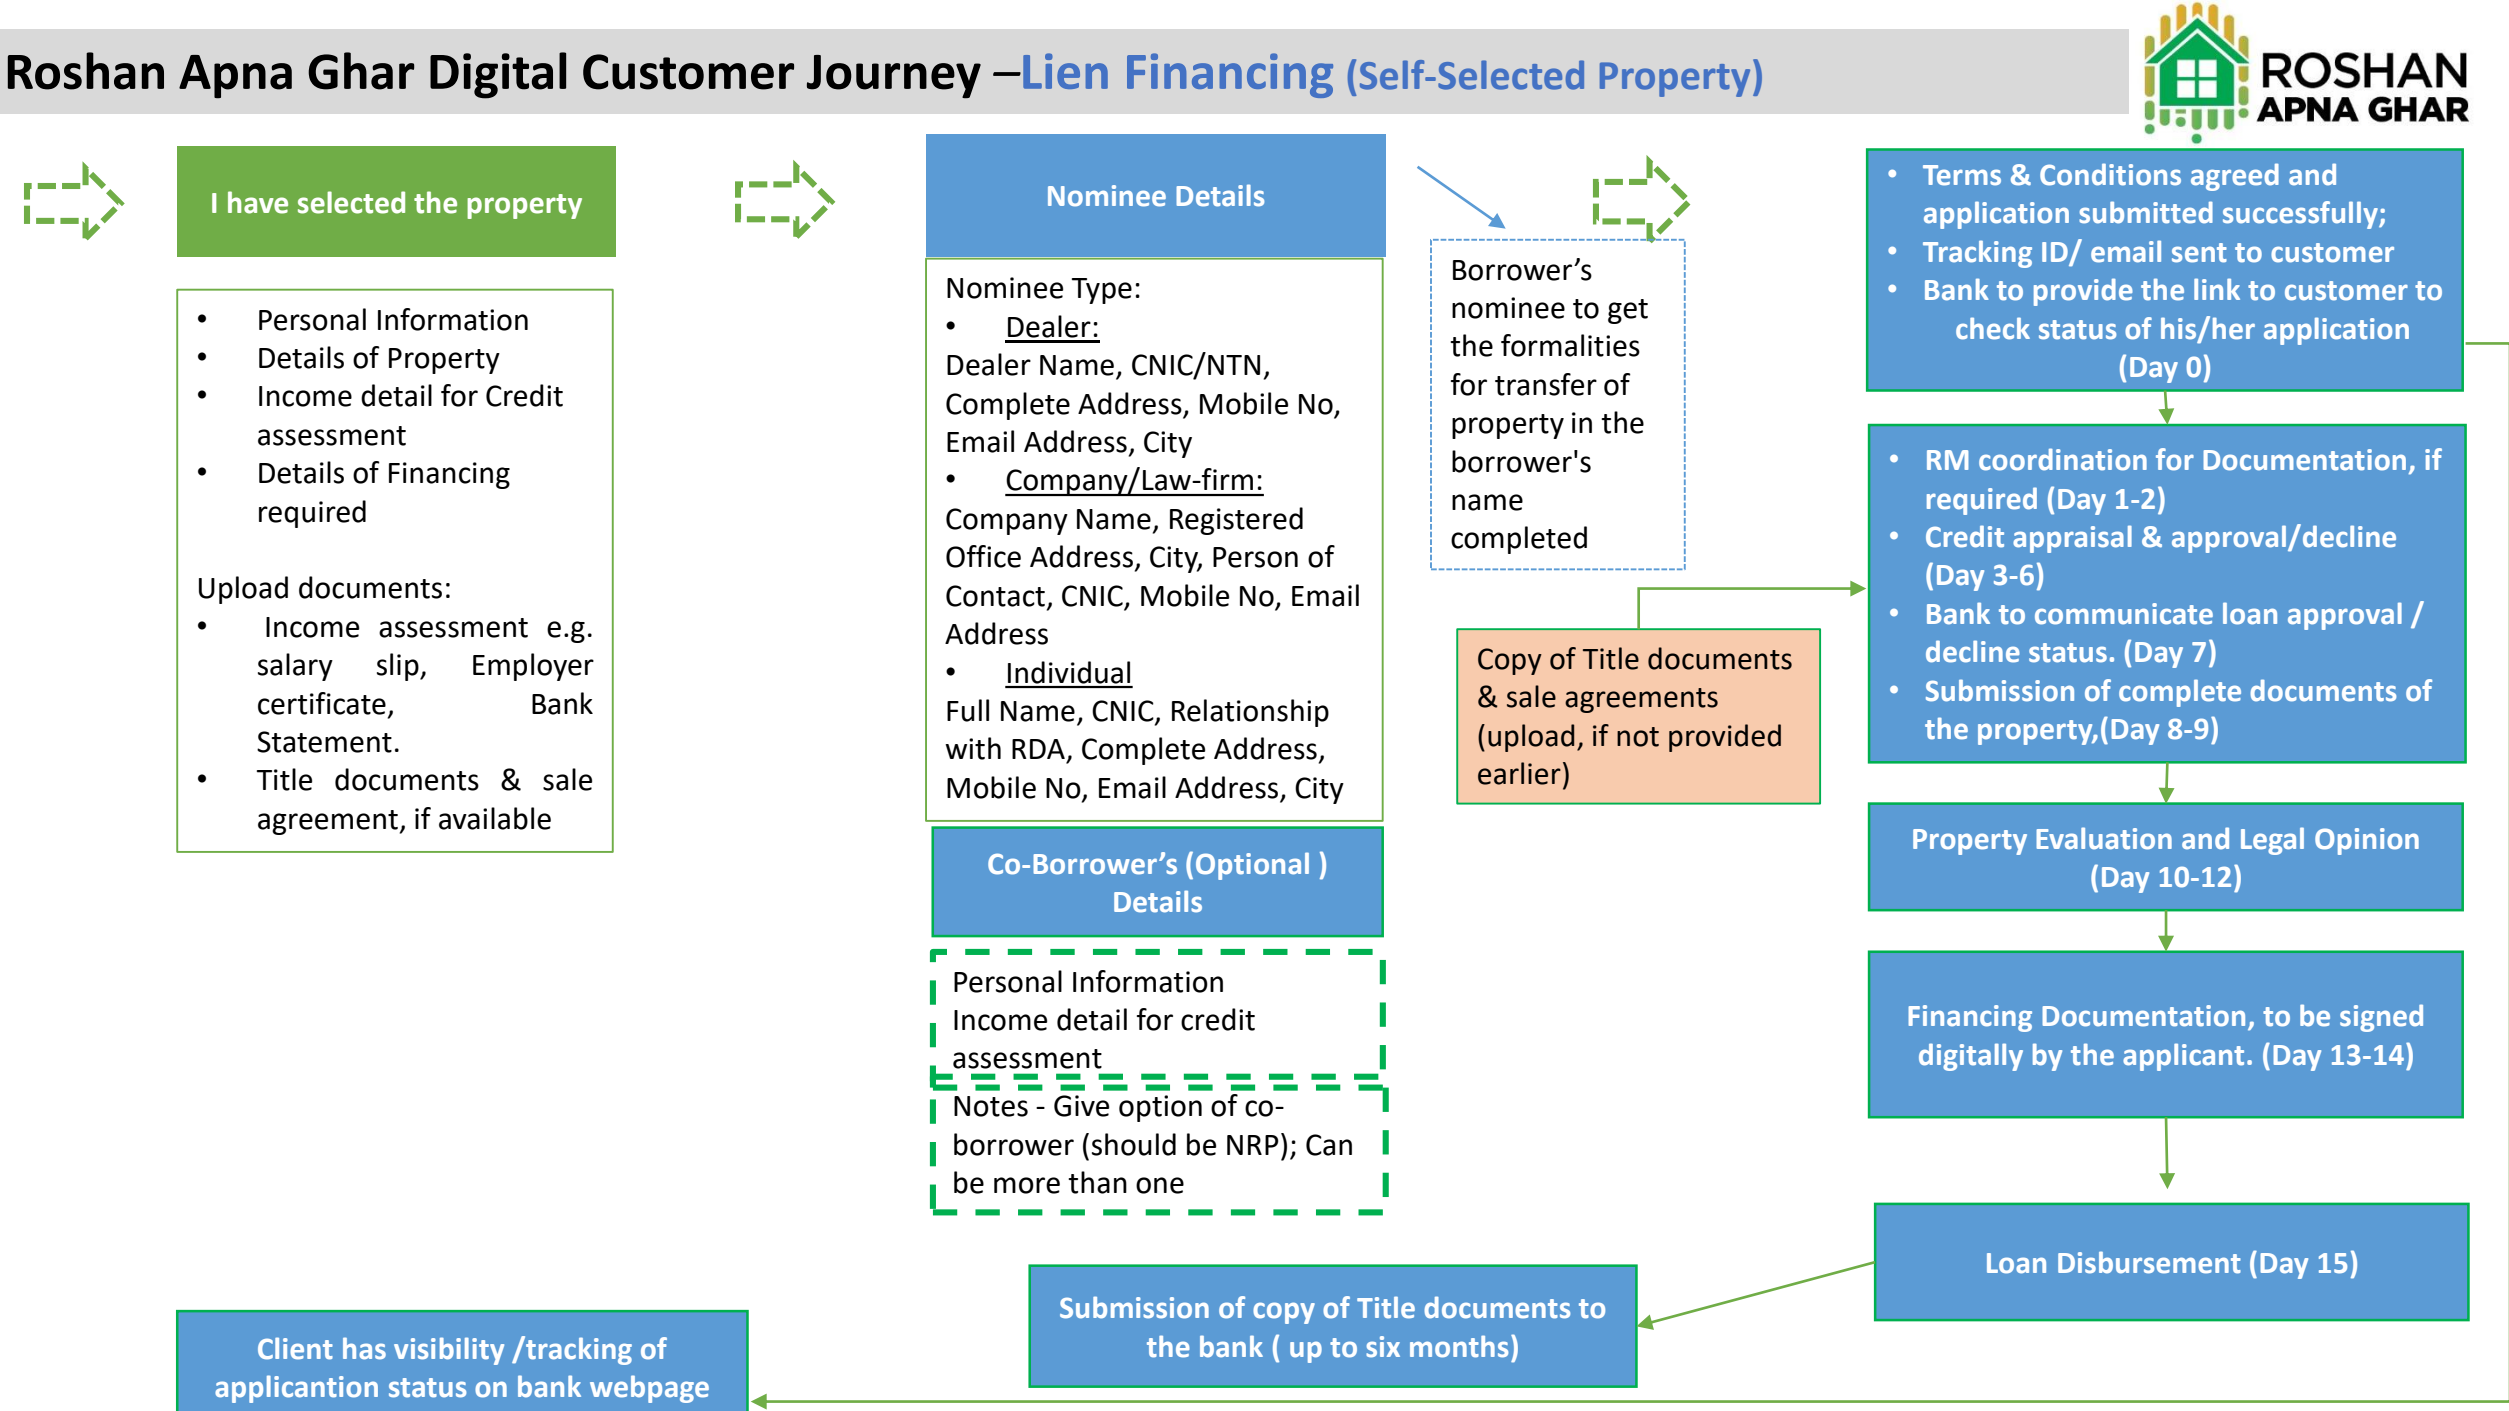 Roshan Apna Ghar Digital Customer Journey –Lien Financing (Self-Selected Property)
ROSHAN
APNA GHAR
I have selected the property
• Personal Information
• Details of Property
• Income detail for Credit
assessment
• Details of Financing
required
Upload documents:
• Income assessment e.g.
salary slip, Employer
certificate, Bank
Statement.
• Title documents & sale
agreement, if available
Nominee Details
Nominee Type:
• Dealer:
Dealer Name, CNIC/NTN,
Complete Address, Mobile No,
Email Address, City
• Company/Law-firm:
Company Name, Registered
Office Address, City, Person of
Contact, CNIC, Mobile No, Email
Address
• Individual
Full Name, CNIC, Relationship
with RDA, Complete Address,
Mobile No, Email Address, City
Co-Borrower’s (Optional )
Details
Personal Information
Income detail for credit
assessment
Notes - Give option of co-
borrower (should be NRP); Can
be more than one
Borrower’s
nominee to get
the formalities
for transfer of
property in the
borrower's
name
completed
Copy of Title documents
& sale agreements
(upload, if not provided
earlier)
• Terms & Conditions agreed and
application submitted successfully;
• Tracking ID/ email sent to customer
• Bank to provide the link to customer to
check status of his/her application
(Day 0)
• RM coordination for Documentation, if
required (Day 1-2)
• Credit appraisal & approval/decline
(Day 3-6)
• Bank to communicate loan approval /
decline status. (Day 7)
• Submission of complete documents of
the property,(Day 8-9)
Property Evaluation and Legal Opinion
(Day 10-12)
Financing Documentation, to be signed
digitally by the applicant. (Day 13-14)
Loan Disbursement (Day 15)
Submission of copy of Title documents to
the bank ( up to six months)
Client has visibility /tracking of
applicantion status on bank webpage